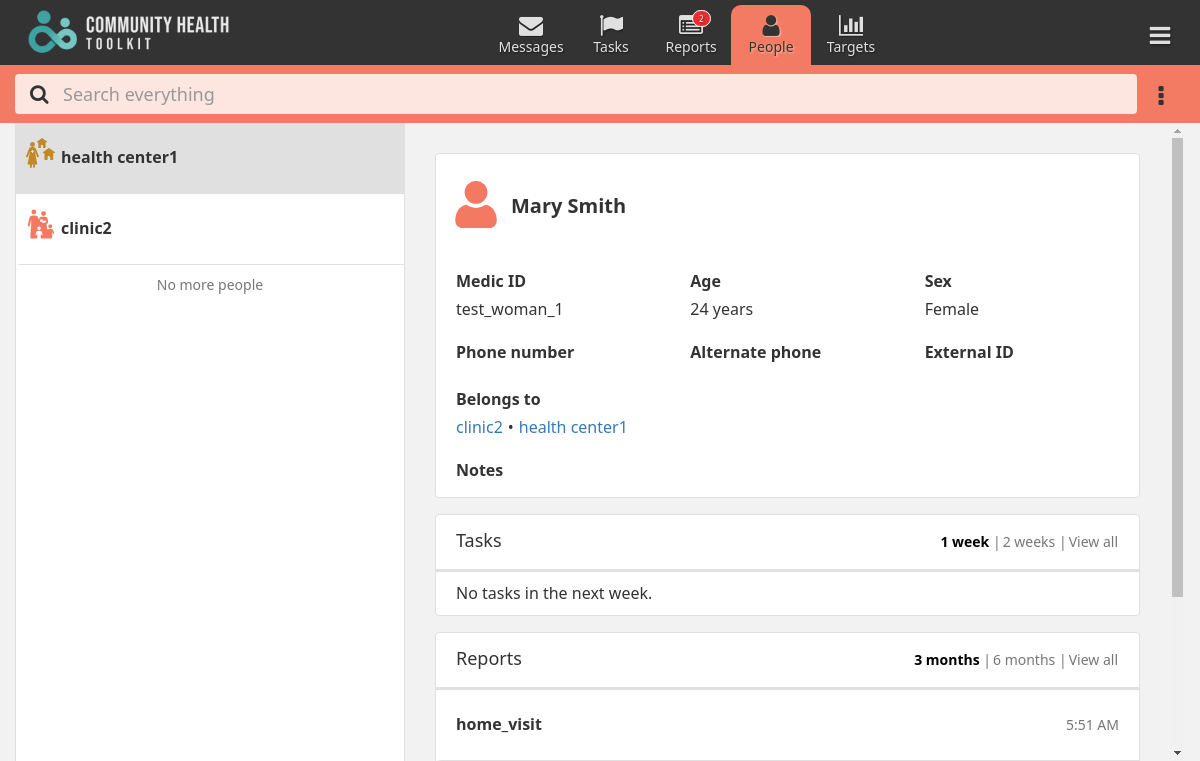 COMMUNITY HEALTH
TOOLKIT
Messages
Tasks
2
Reports
People
Targets
Search everything
health center1
clinic2
No more people
Mary Smith
Medic ID Age Sex
test_woman_1 24 years Female
Phone number Alternate phone External ID
Belongs to
clinic2 • health center1
Notes
Tasks 1 week | 2 weeks | View all
No tasks in the next week.
Reports 3 months | 6 months | View all
home_visit 5:51 AM